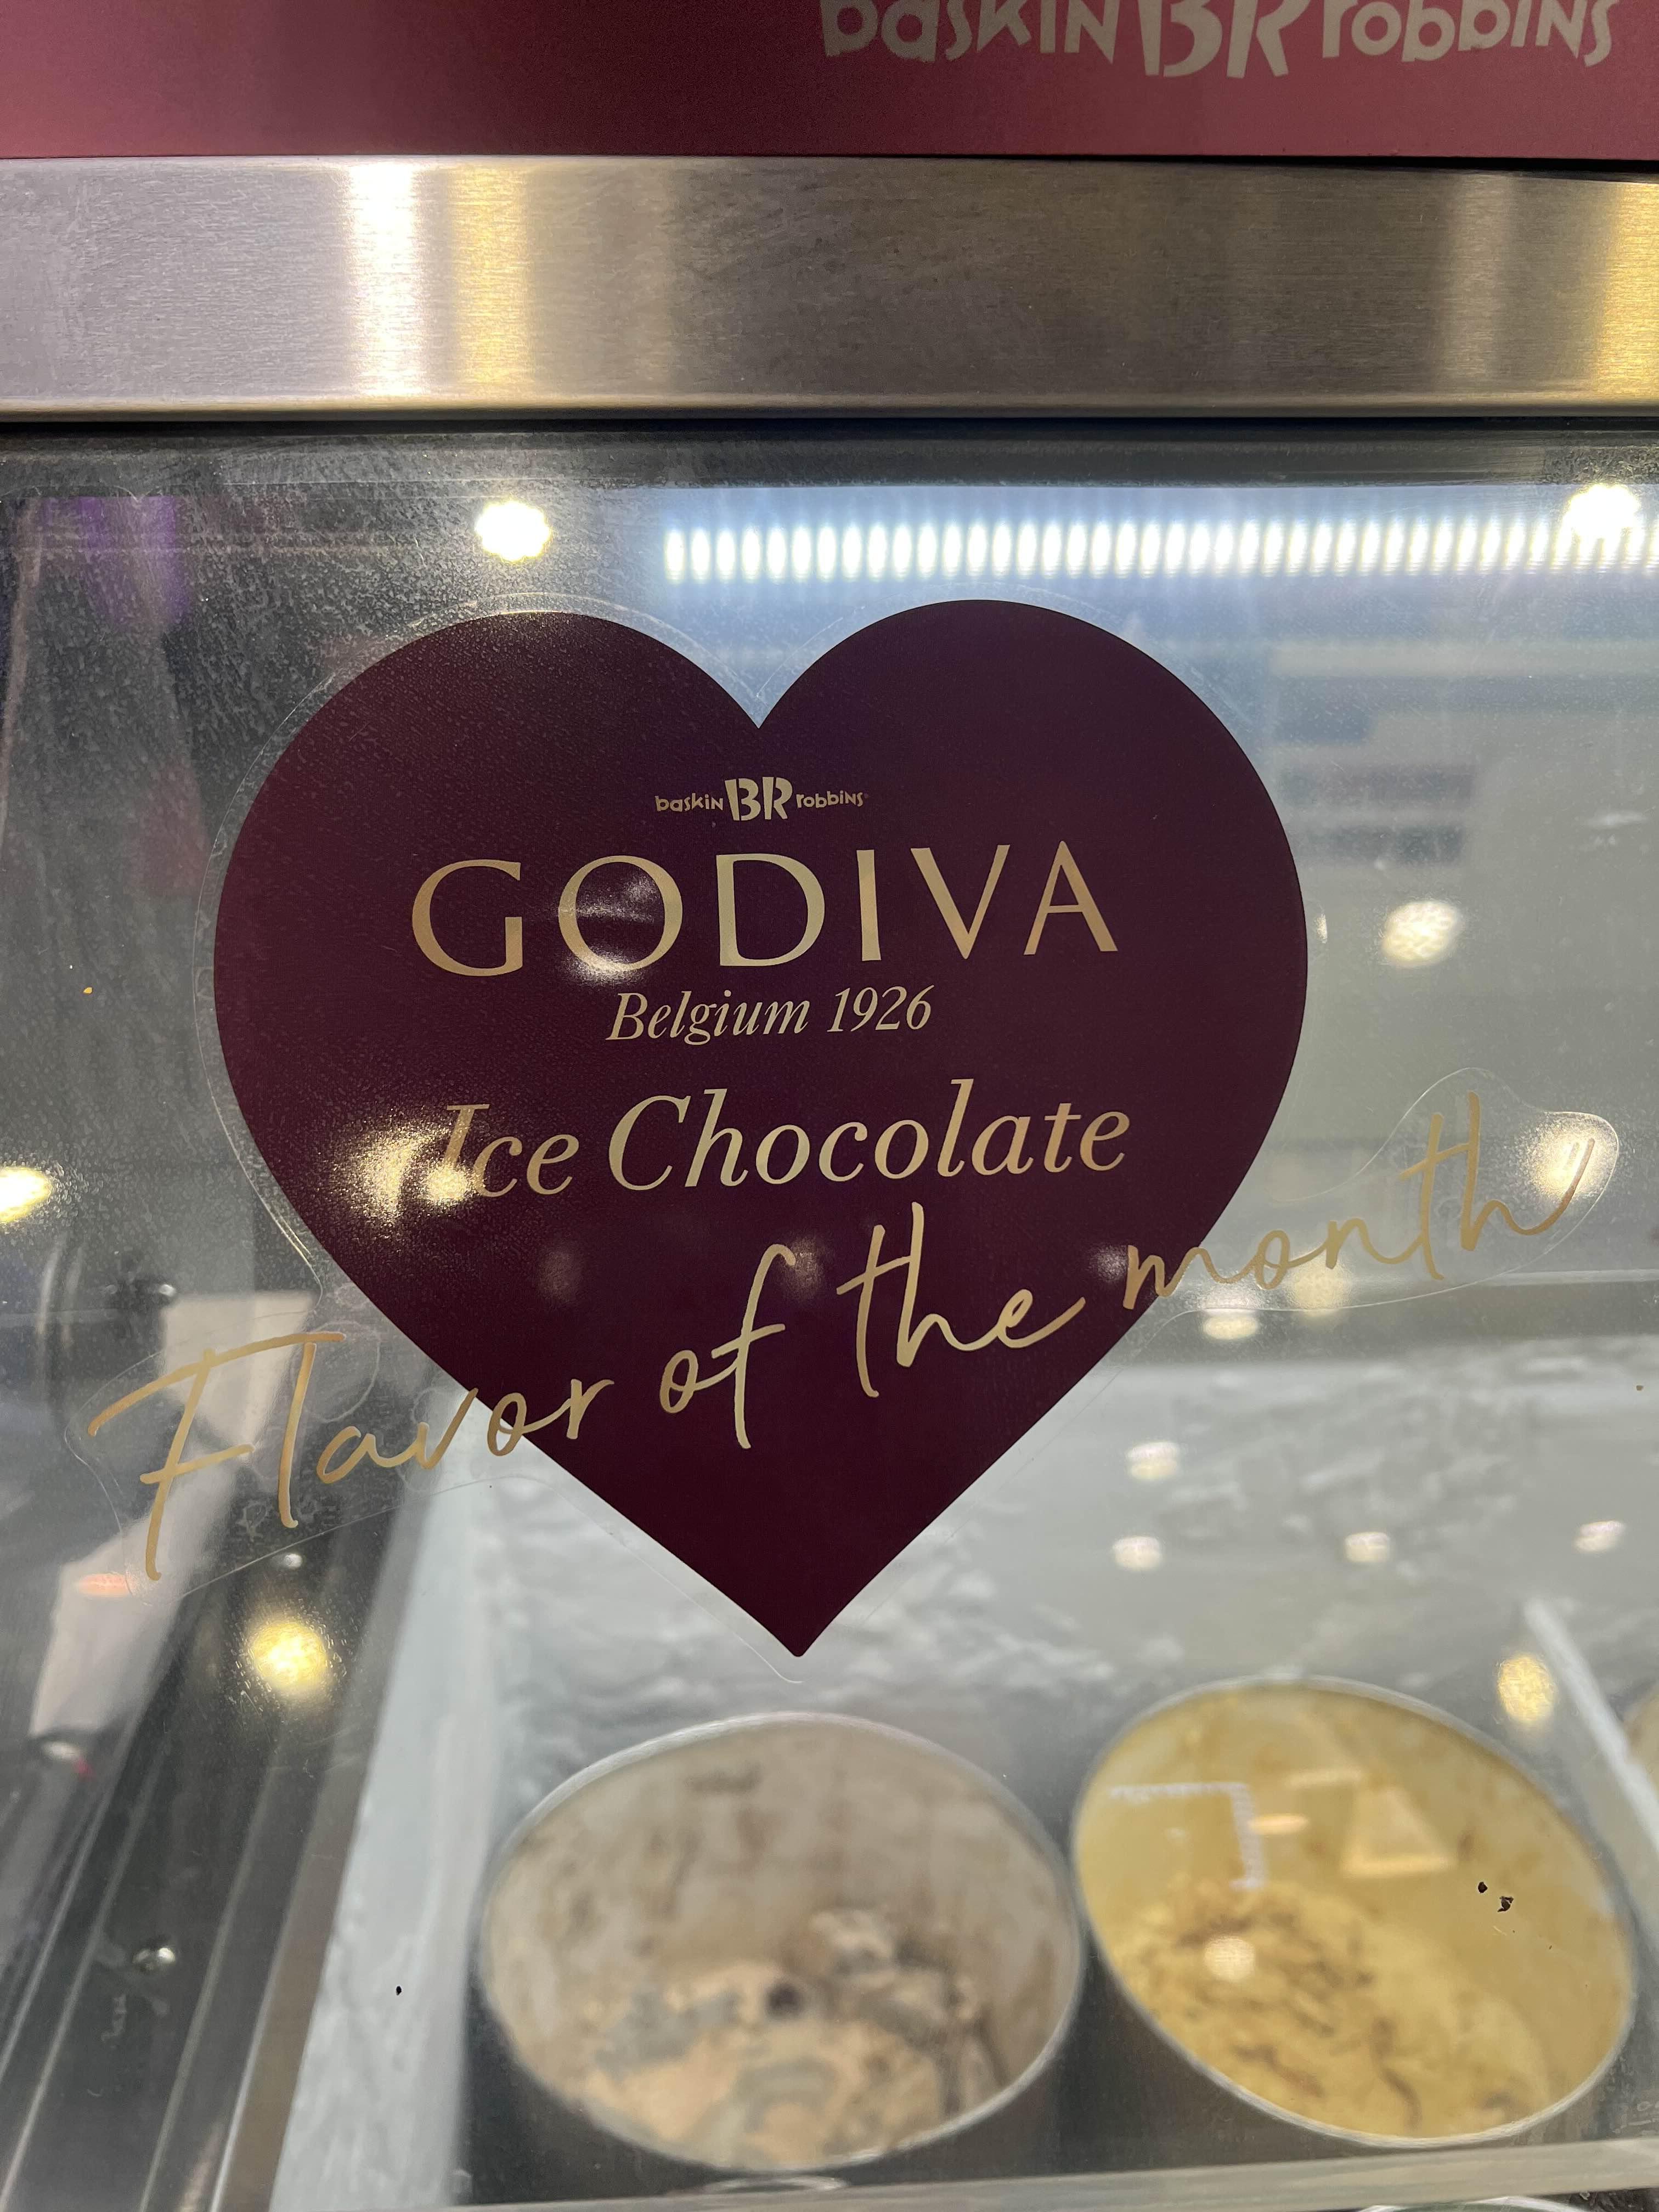 baskin BR robbins
baskin BR robbins
GODIVA
Belgium 1926
Ice Chocolate
Flavor of the month